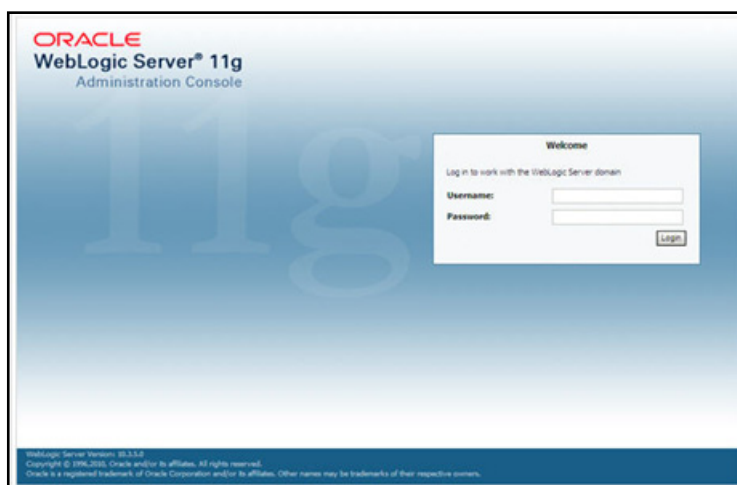 ORACLE
WebLogic Server® 11g
Administration Console
11g
Welcome
Log in to work with the WebLogic Server domain
Username:
Password:
Login
WebLogic Server Version: 10.3.5.0
Copyright © 1996,2010, Oracle and/or its affiliates. All rights reserved.
Oracle is a registered trademark of Oracle Corporation and/or its affiliates. Other names may be trademarks of their respective owners.